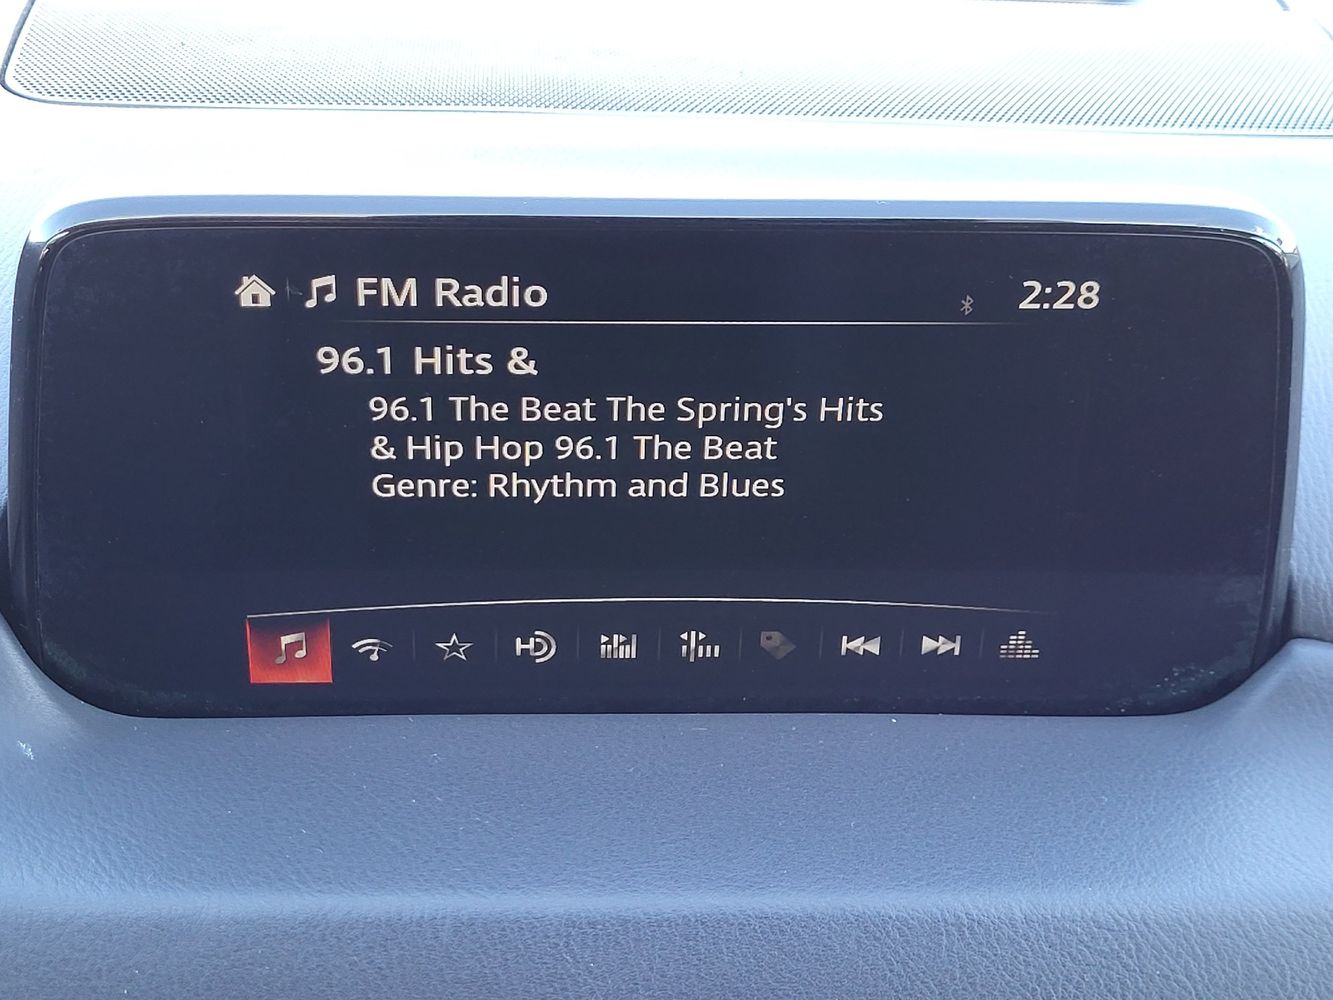 FM Radio
2:28
96.1 Hits &
96.1 The Beat The Spring's Hits
& Hip Hop 96.1 The Beat
Genre: Rhythm and Blues
HD